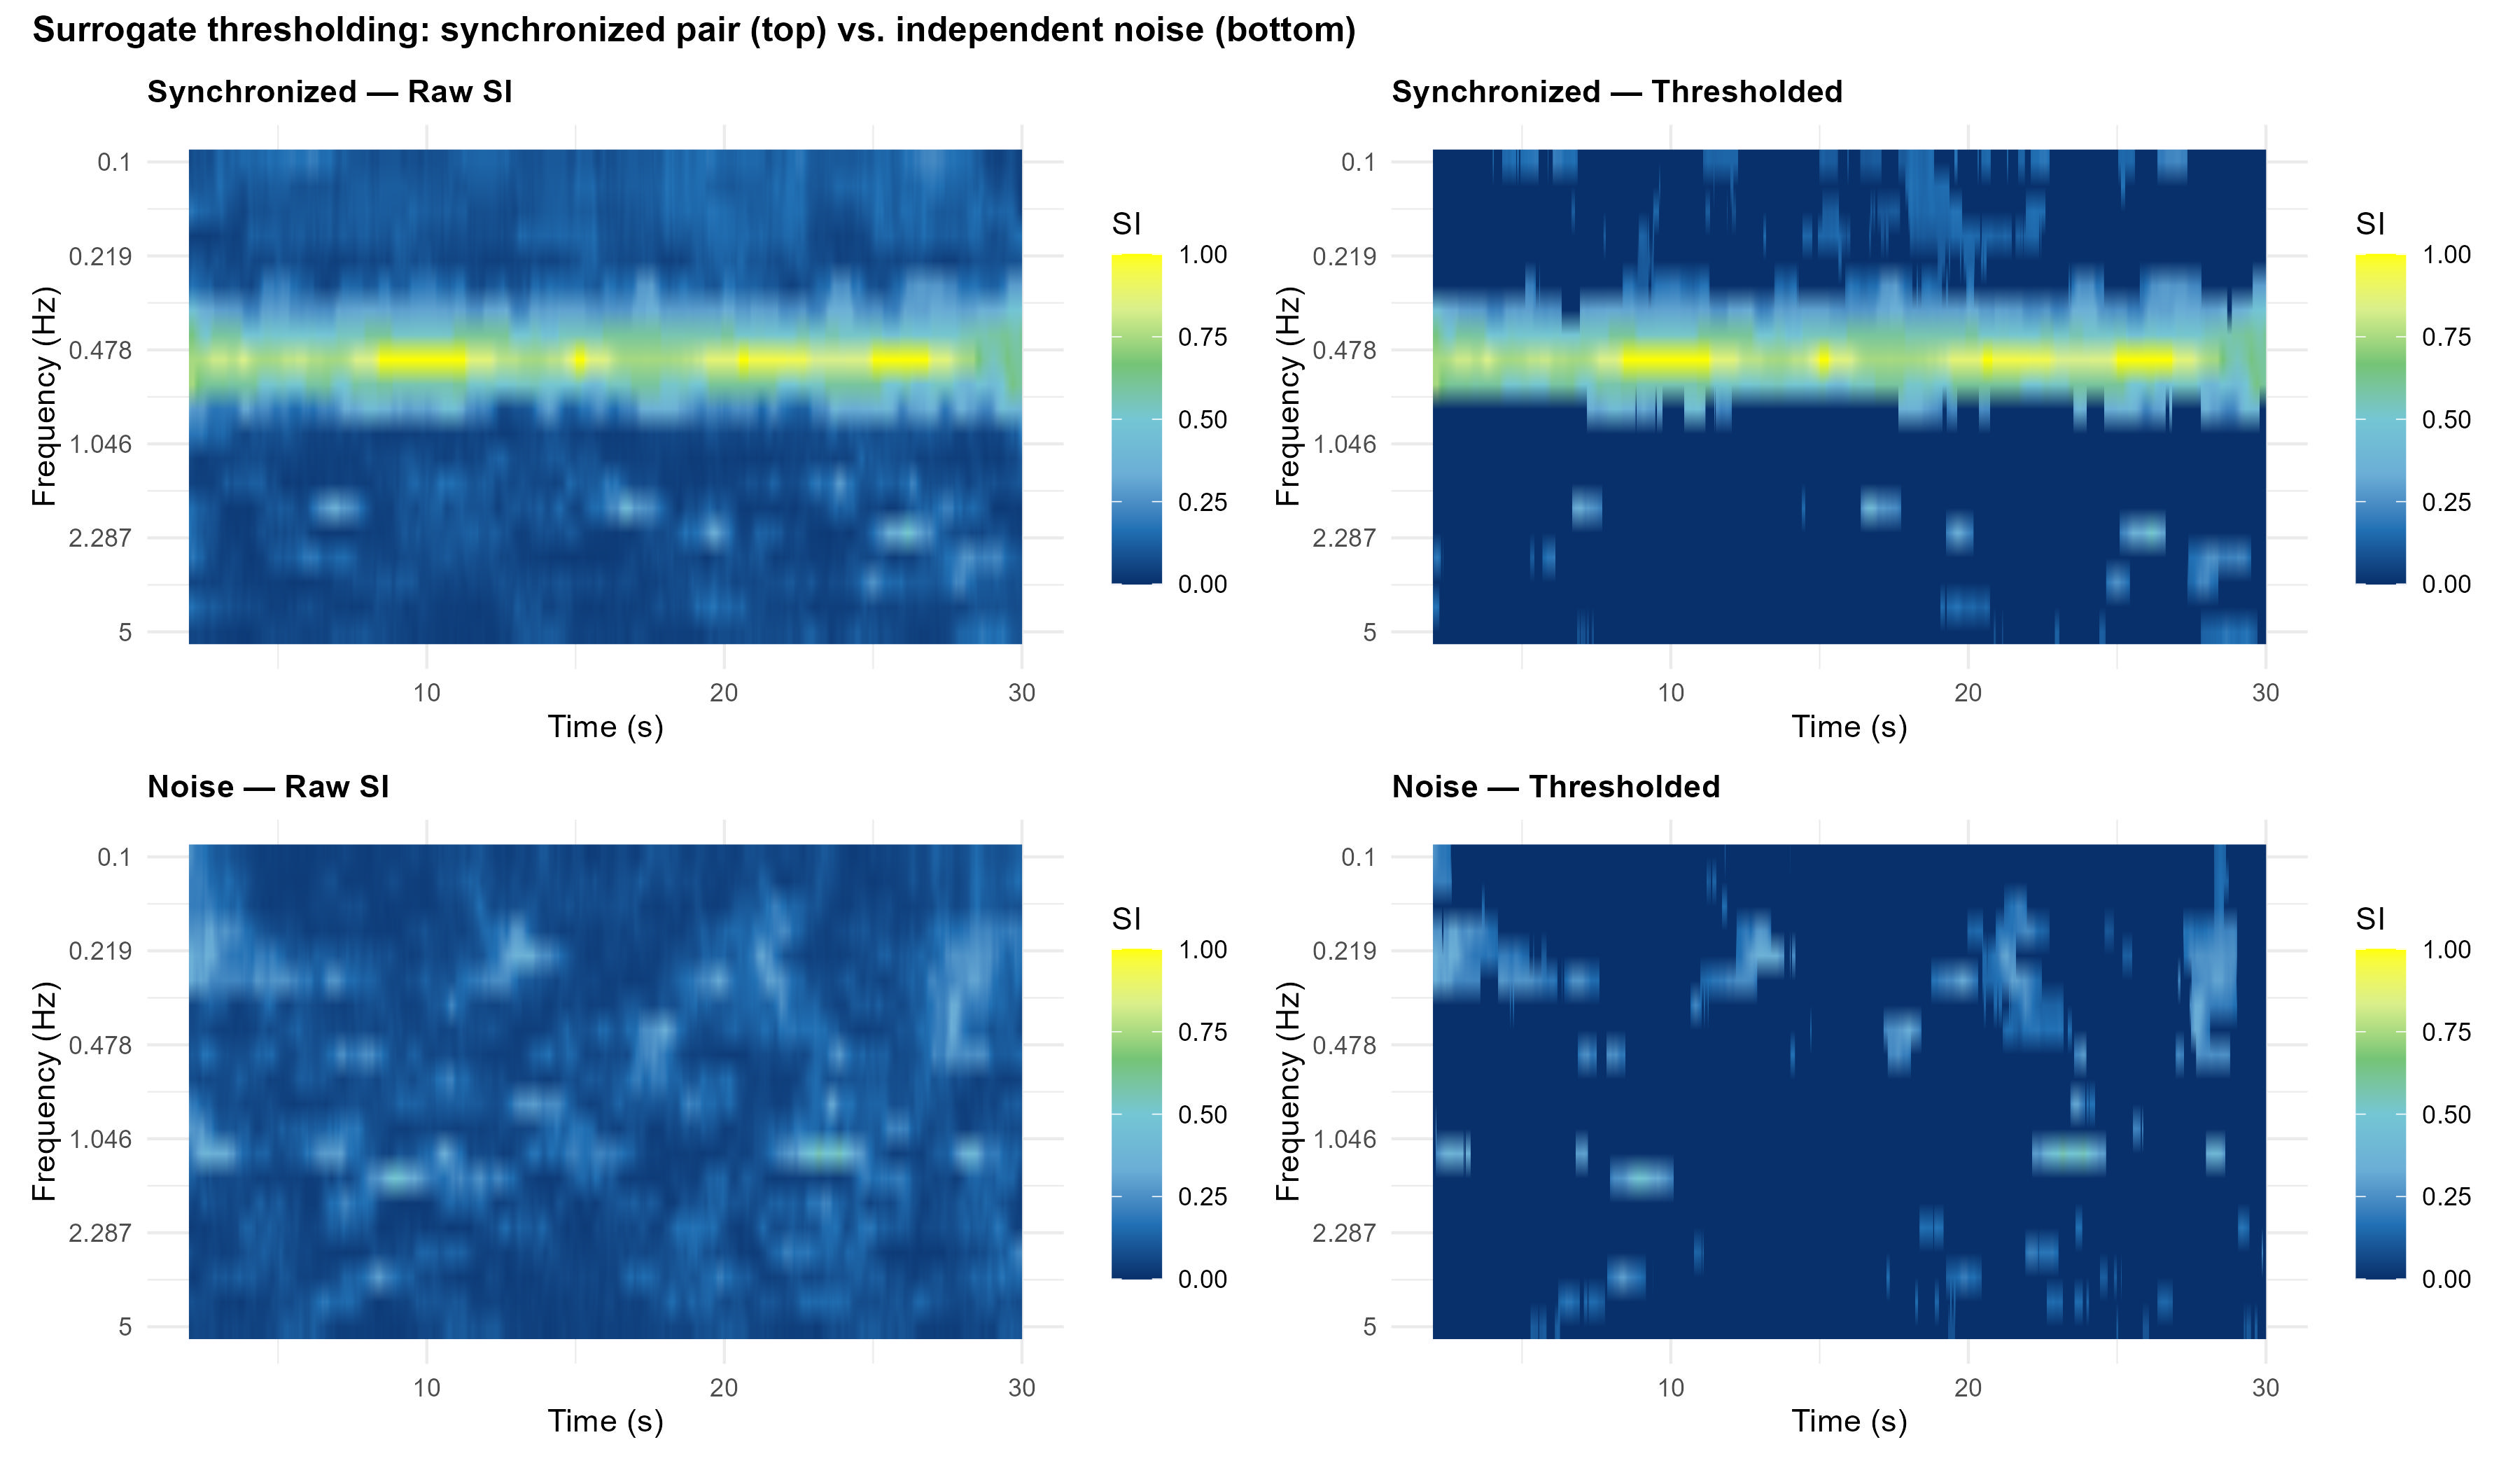 Surrogate thresholding: synchronized pair (top) vs. independent noise (bottom)
Synchronized — Raw SI
Frequency (Hz)
0.1
0.219
0.478
1.046
2.287
5
10 20 30
Time (s)
SI
1.00
0.75
0.50
0.25
0.00
Synchronized — Thresholded
Frequency (Hz)
0.1
0.219
0.478
1.046
2.287
5
10 20 30
Time (s)
SI
1.00
0.75
0.50
0.25
0.00
Noise — Raw SI
Frequency (Hz)
0.1
0.219
0.478
1.046
2.287
5
10 20 30
Time (s)
SI
1.00
0.75
0.50
0.25
0.00
Noise — Thresholded
Frequency (Hz)
0.1
0.219
0.478
1.046
2.287
5
10 20 30
Time (s)
SI
1.00
0.75
0.50
0.25
0.00